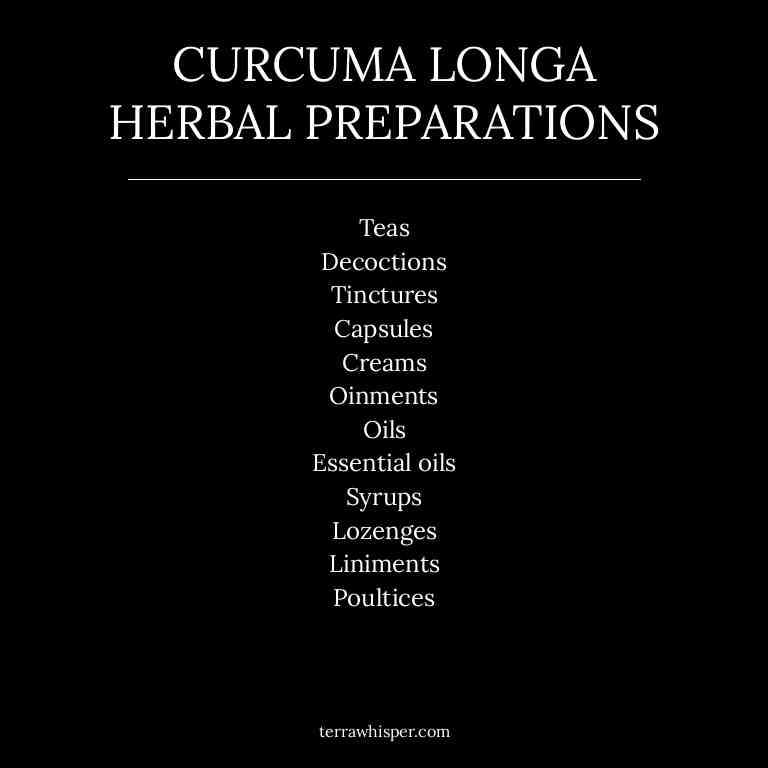 CURCUMA LONGA
HERBAL PREPARATIONS
Teas
Decoctions
Tinctures
Capsules
Creams
Oinments
Oils
Essential oils
Syrups
Lozenges
Liniments
Poultices
terrawhisper.com